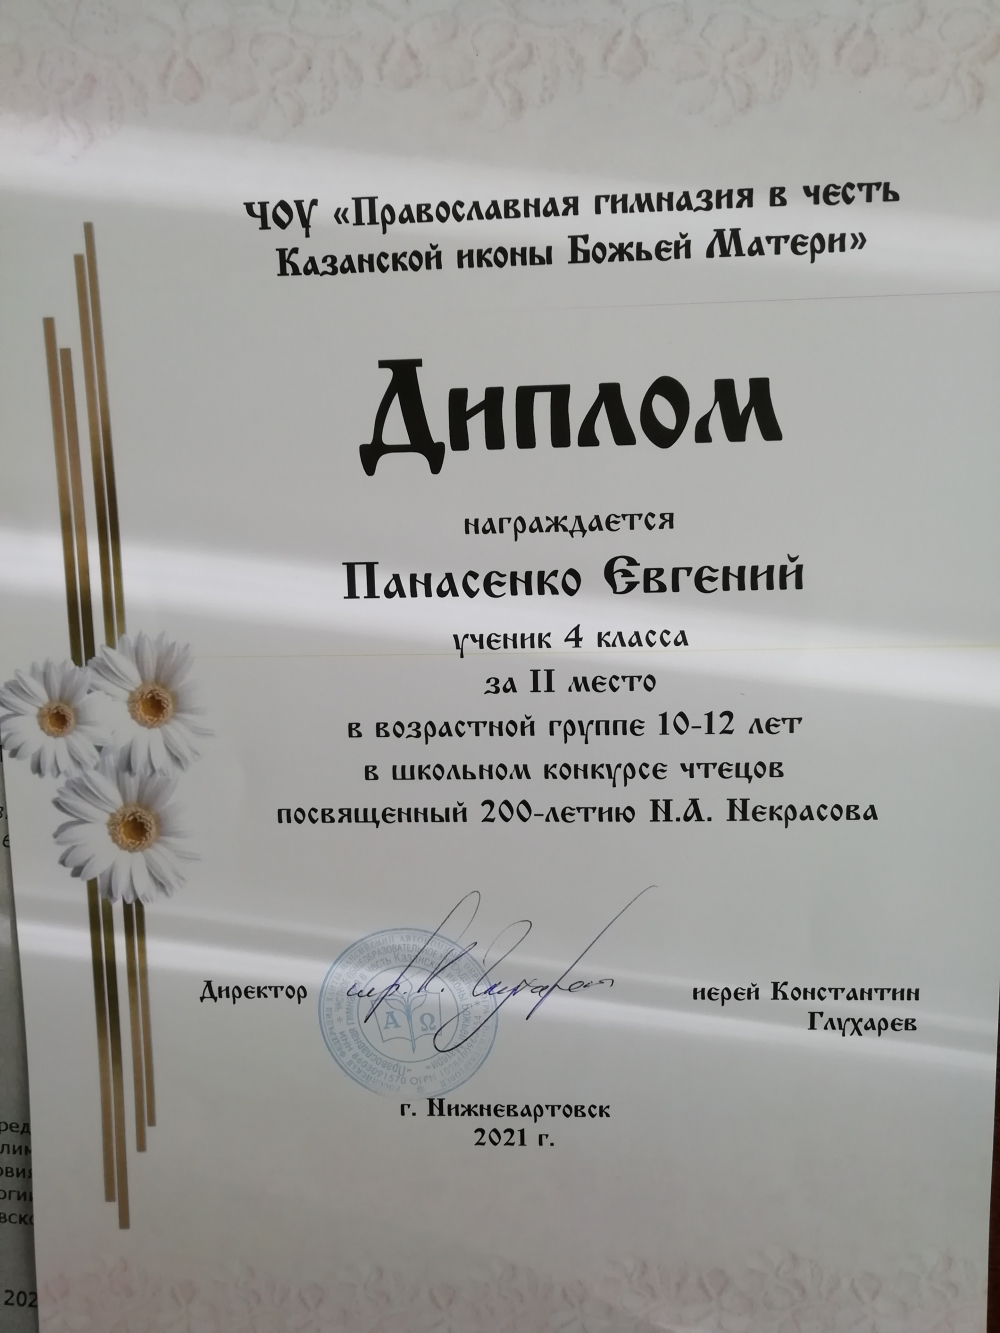 ЧОУ «Православная гимназия в честь
Казанской иконы Божьей Матери»
Диплом
награждается
Панасенко Евгений
ученик 4 класса
за II место
в возрастной группе 10-12 лет
в школьном конкурсе чтецов
посвященный 200-летию Н.А. Некрасова
Директор
иерей Константин
Глухарев
Α Ω
г. Нижневартовск
2021 г.
202